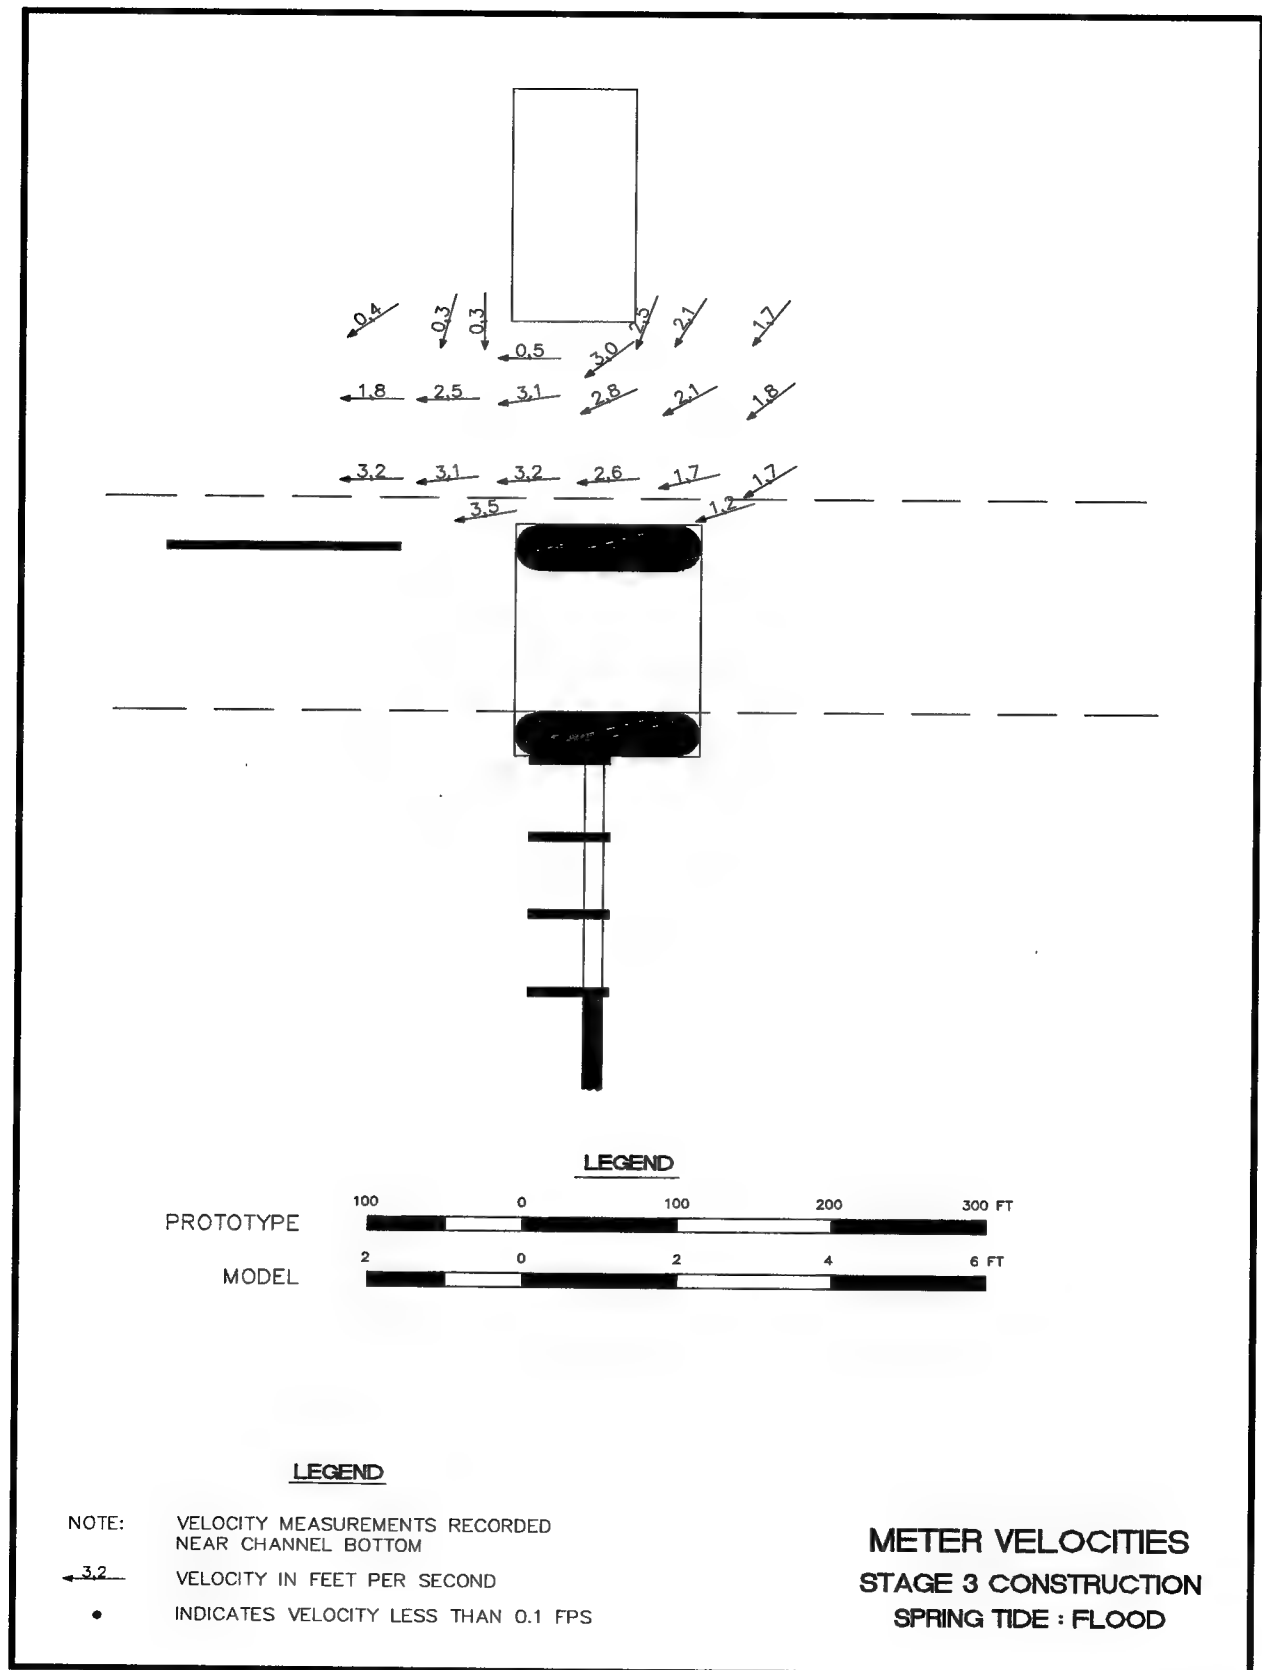 0.4
0.3
0.3
2.5
2.1
1.7
0.5
3.0
1.8
2.5
3.1
2.8
2.1
1.8
3.2
3.1
3.2
2.6
1.7
1.7
3.5
1.2
LEGEND
100 0 100 200 300 FT
PROTOTYPE
2 0 2 4 6 FT
MODEL
LEGEND
NOTE: VELOCITY MEASUREMENTS RECORDED
NEAR CHANNEL BOTTOM
3.2 VELOCITY IN FEET PER SECOND
INDICATES VELOCITY LESS THAN 0.1 FPS
METER VELOCITIES
STAGE 3 CONSTRUCTION
SPRING TIDE : FLOOD